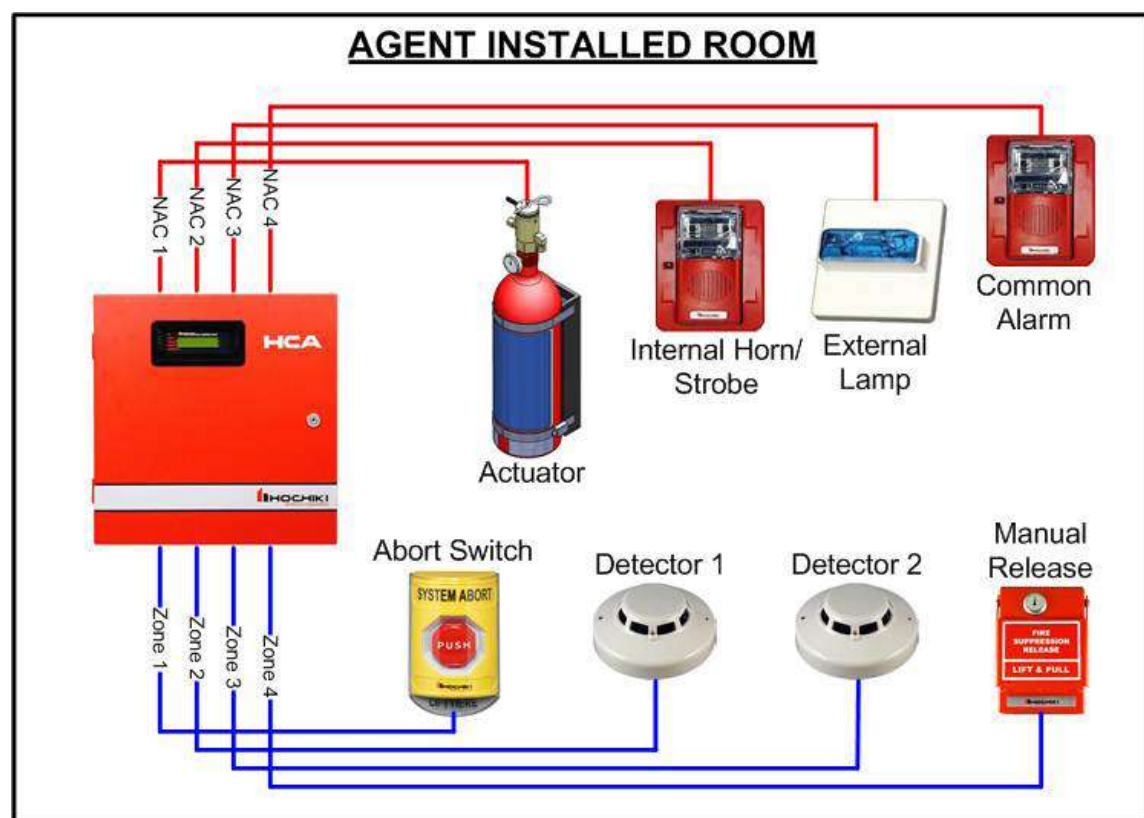 AGENT INSTALLED ROOM
NAC 1
NAC 2
NAC 3
NAC 4
HCA
HOCHIKI
Actuator
Internal Horn/
Strobe
External
Lamp
Common
Alarm
Zone 1
Zone 2
Zone 3
Zone 4
Abort Switch
SYSTEM ABORT
PUSH
HOCHIKI
Detector 1
Detector 2
Manual
Release
FIRE
SUPPRESSION
RELEASE
LIFT & PULL
HOCHIKI